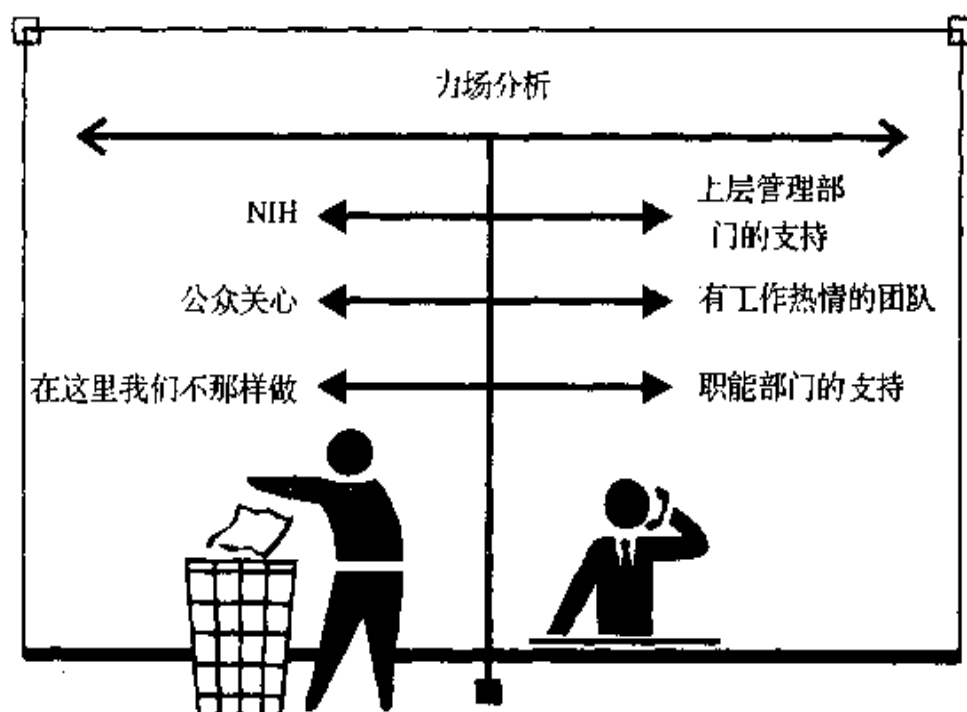 力场分析
NIH
上层管理部
门的支持
公众关心
有工作热情的团队
在这里我们不那样做
职能部门的支持